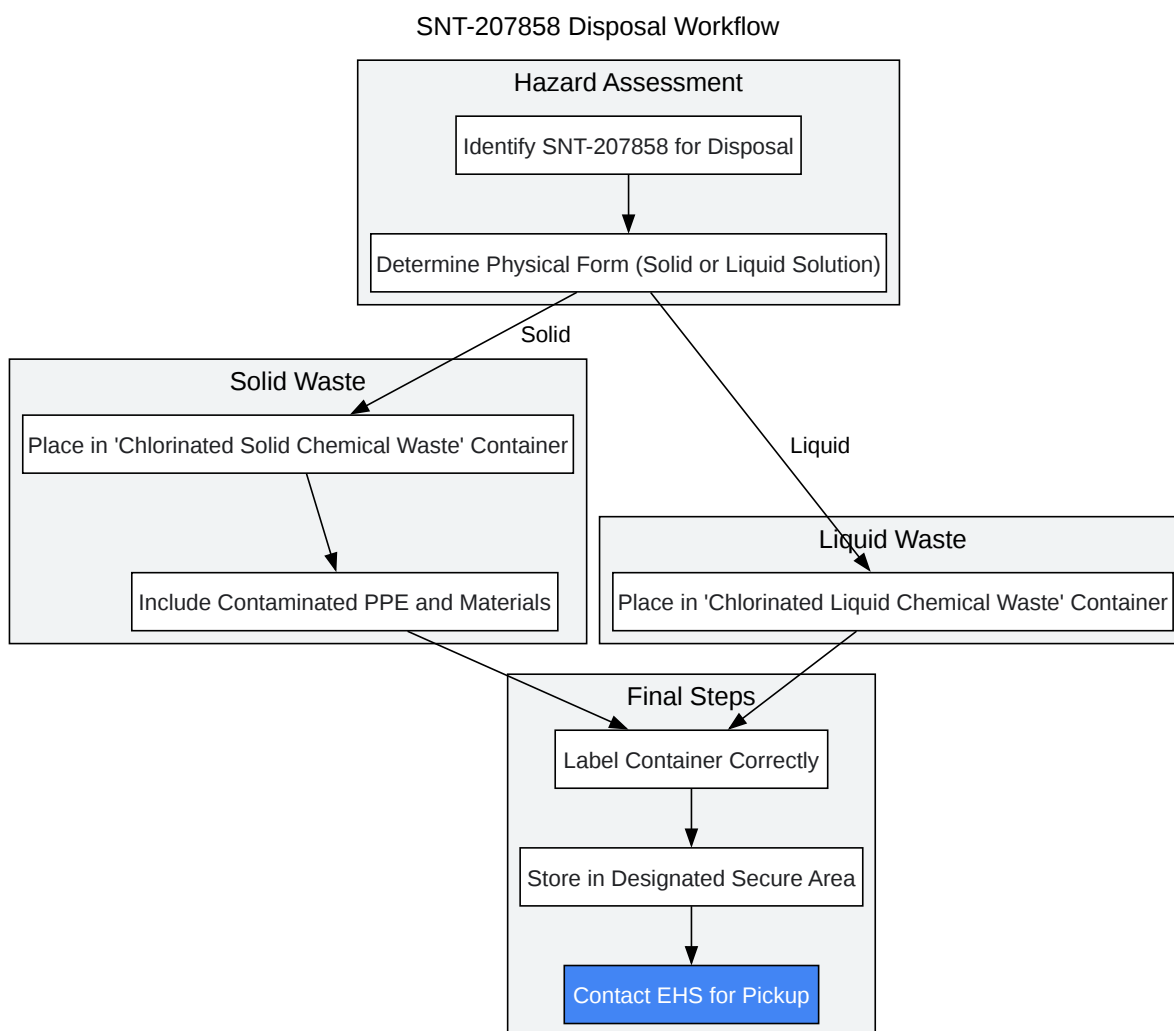 SNT-207858 Disposal Workflow
Hazard Assessment
Identify SNT-207858 for Disposal
Determine Physical Form (Solid or Liquid Solution)
Solid
Solid Waste
Place in 'Chlorinated Solid Chemical Waste' Container
Liquid
Liquid Waste
Include Contaminated PPE and Materials
Place in 'Chlorinated Liquid Chemical Waste' Container
Final Steps
Label Container Correctly
Store in Designated Secure Area
Contact EHS for Pickup